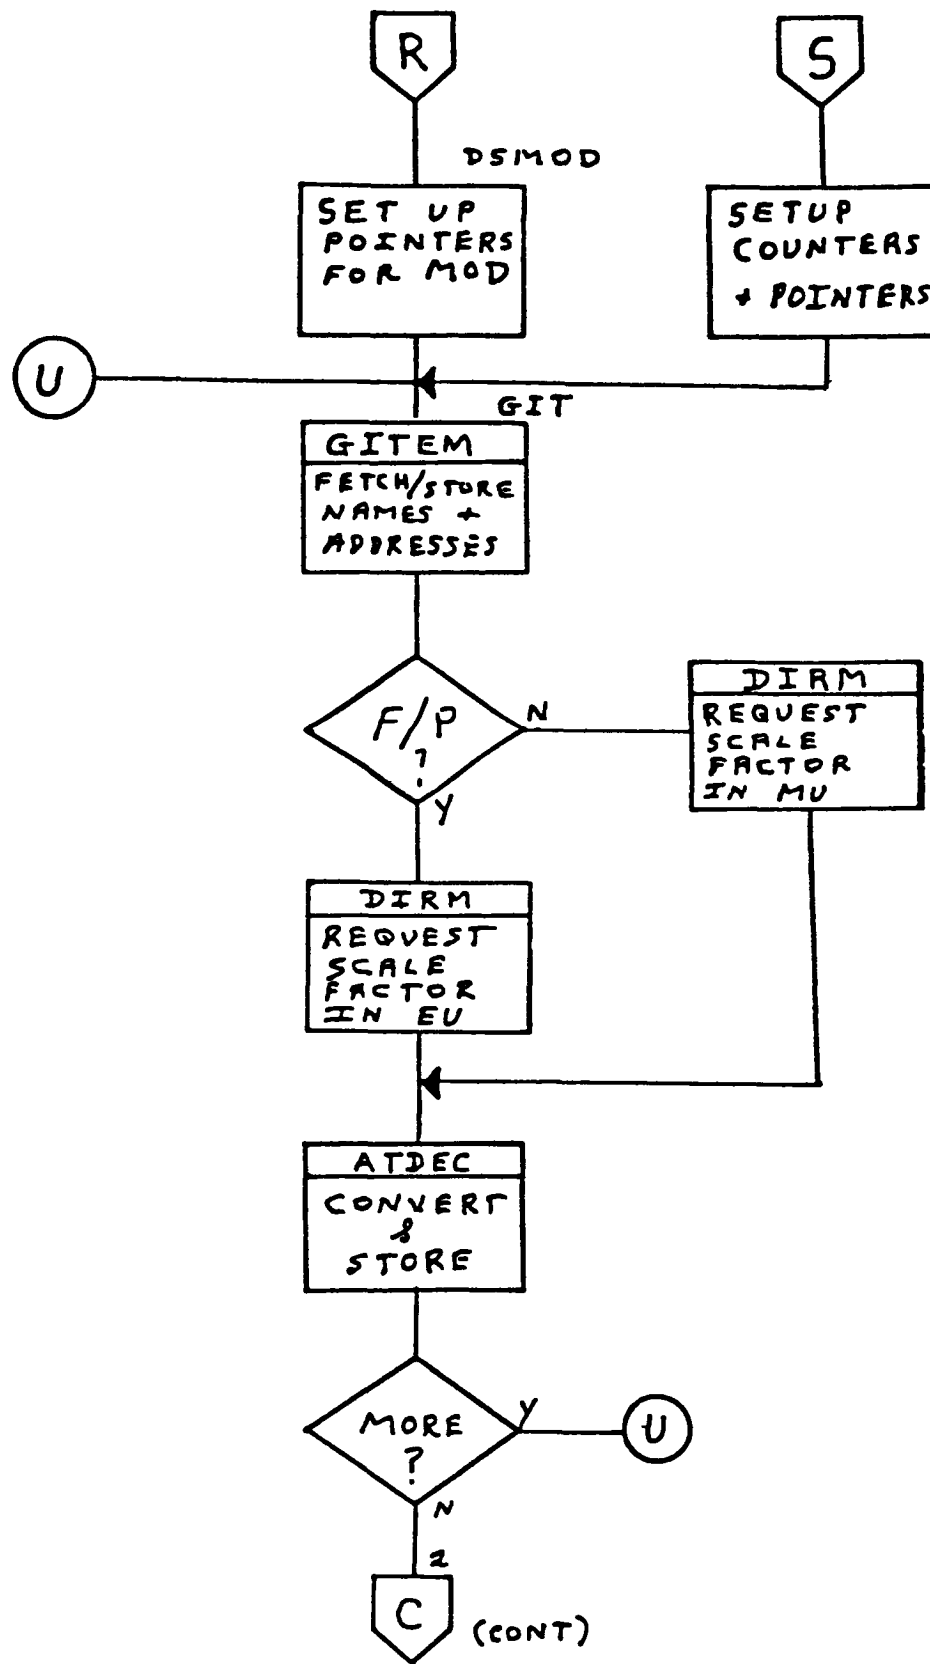 R
S
DSMOD
SET UP
POINTERS
FOR MOD
SETUP
COUNTERS
+ POINTERS
U
GIT
GITEM
FETCH/STORE
NAMES +
ADDRESSES
F/P
?
N
Y
DIRM
REQUEST
SCALE
FACTOR
IN MU
DIRM
REQUEST
SCALE
FACTOR
IN EU
ATDEC
CONVERT
&
STORE
MORE
?
Y
U
N
2
C
(CONT)